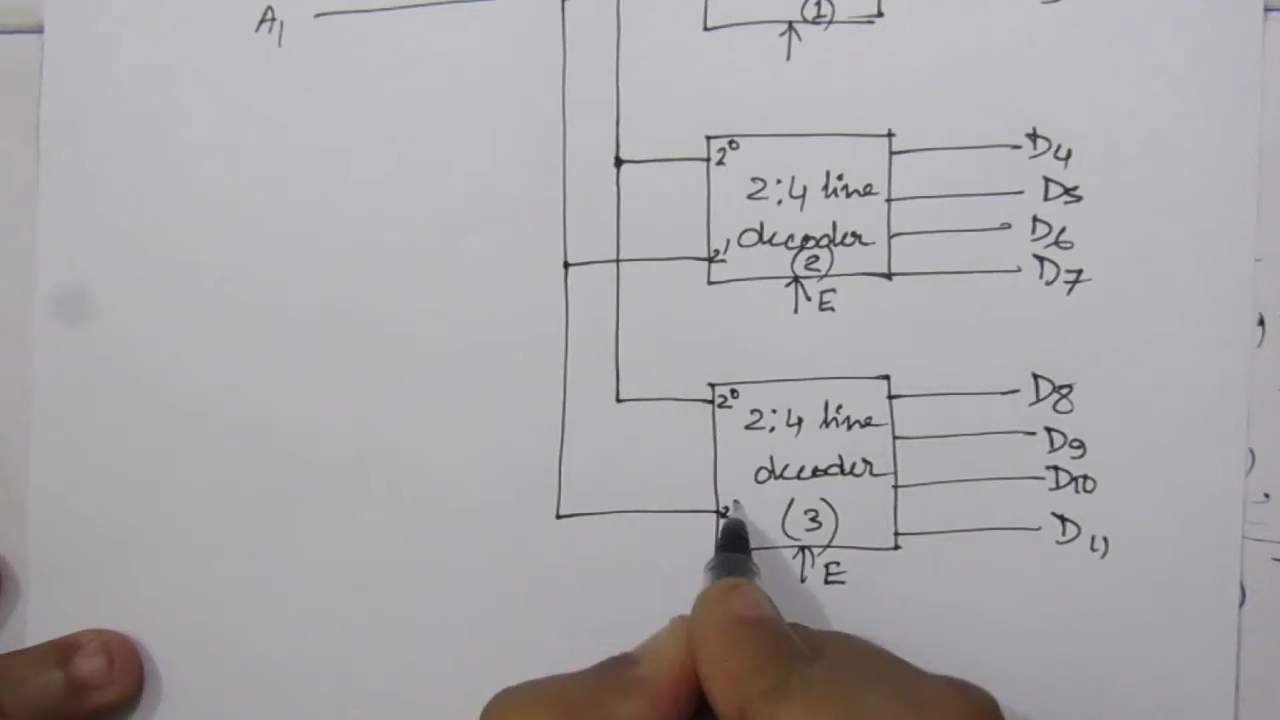 A1
(1)
2⁰
2:4 line
decoder
2¹
(2)
E
D4
D5
D6
D7
2⁰
2:4 line
decoder
(3)
E
D8
D9
D10
D11